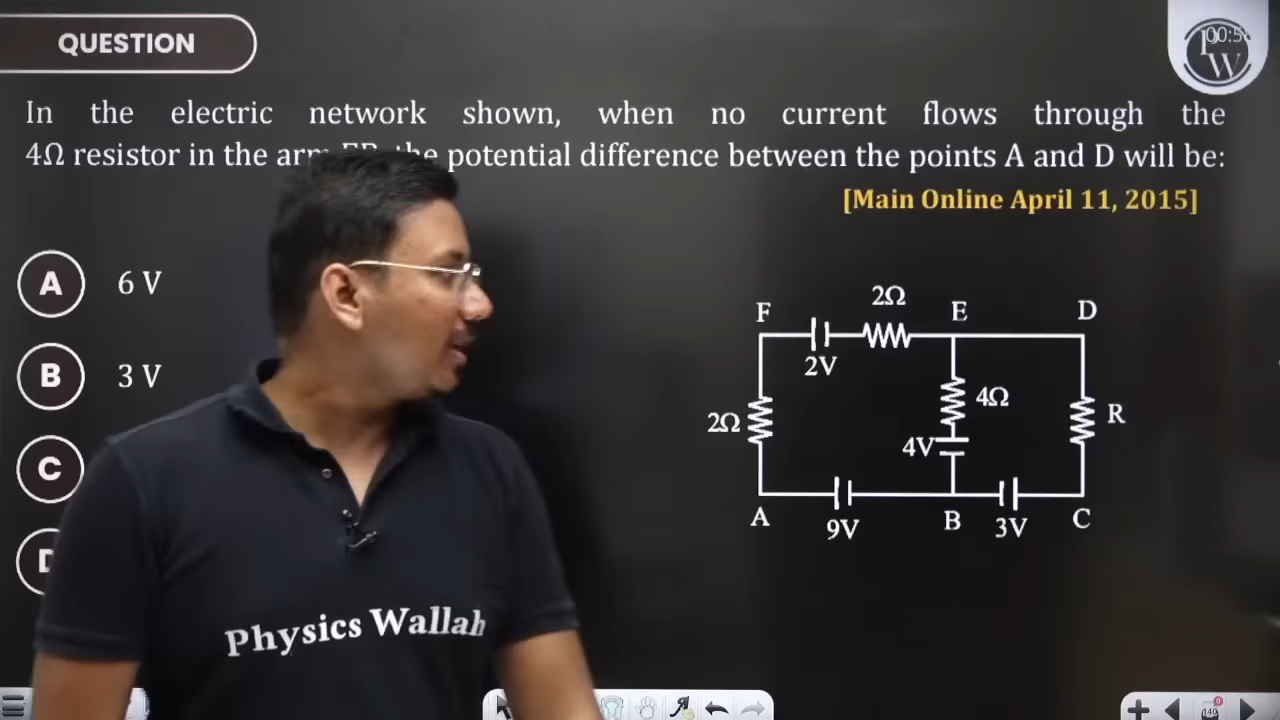 QUESTION
In the electric network shown, when no current flows through the
4Ω resistor in the arm EB, the potential difference between the points A and D will be:
[Main Online April 11, 2015]
A 6 V
B 3 V
C
D
F 2Ω E D
2V
2Ω 4Ω R
4V
A 9V B 3V C
Physics Wallah